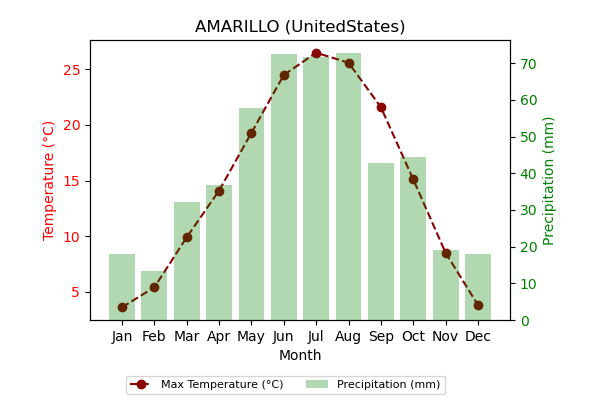 AMARILLO (UnitedStates)
Temperature (°C)
25
20
15
10
5
70
60
50
40
30
20
10
0
Precipitation (mm)
Jan Feb Mar Apr May Jun Jul Aug Sep Oct Nov Dec
Month
Max Temperature (°C) Precipitation (mm)